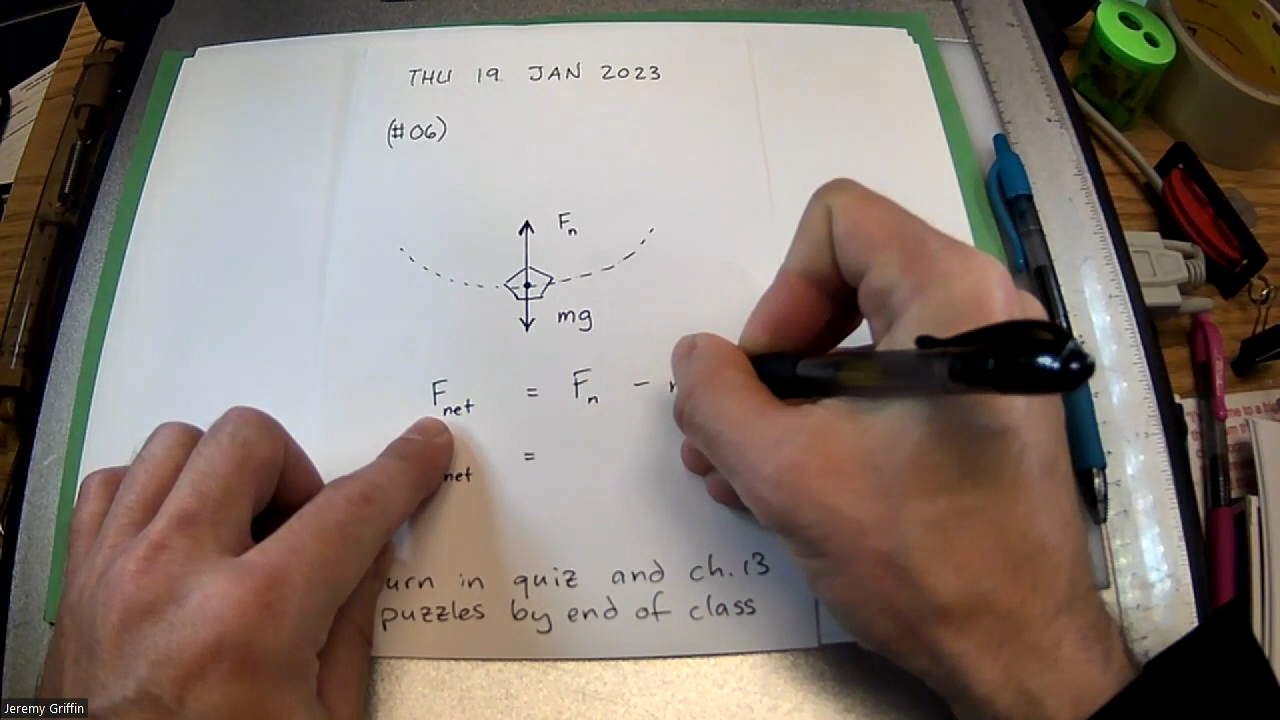 THU 19 JAN 2023
(#06)
Fn
mg
Fnet = Fn -
net =
urn in quiz and ch. 13
puzzles by end of class
Jeremy Griffin